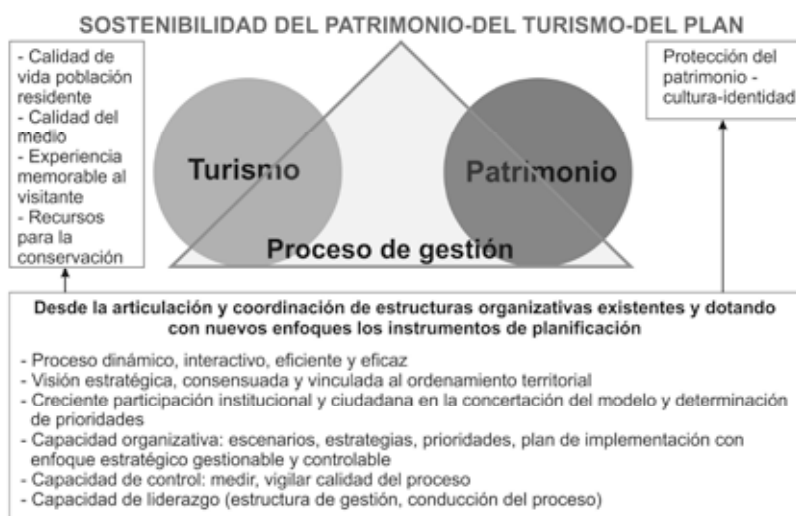 SOSTENIBILIDAD DEL PATRIMONIO-DEL TURISMO-DEL PLAN
- Calidad de
vida población
residente
- Calidad del
medio
- Experiencia
memorable al
visitante
- Recursos
para la
conservación
Turismo
Patrimonio
Proceso de gestión
Protección del
patrimonio -
cultura-identidad
Desde la articulación y coordinación de estructuras organizativas existentes y dotando
con nuevos enfoques los instrumentos de planificación
- Proceso dinámico, interactivo, eficiente y eficaz
- Visión estratégica, consensuada y vinculada al ordenamiento territorial
- Creciente participación institucional y ciudadana en la concertación del modelo y determinación
de prioridades
- Capacidad organizativa: escenarios, estrategias, prioridades, plan de implementación con
enfoque estratégico gestionable y controlable
- Capacidad de control: medir, vigilar calidad del proceso
- Capacidad de liderazgo (estructura de gestión, conducción del proceso)